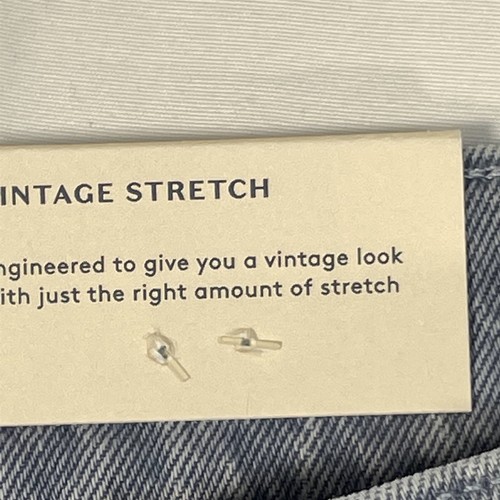 INTAGE STRETCH
ngineered to give you a vintage look
ith just the right amount of stretch